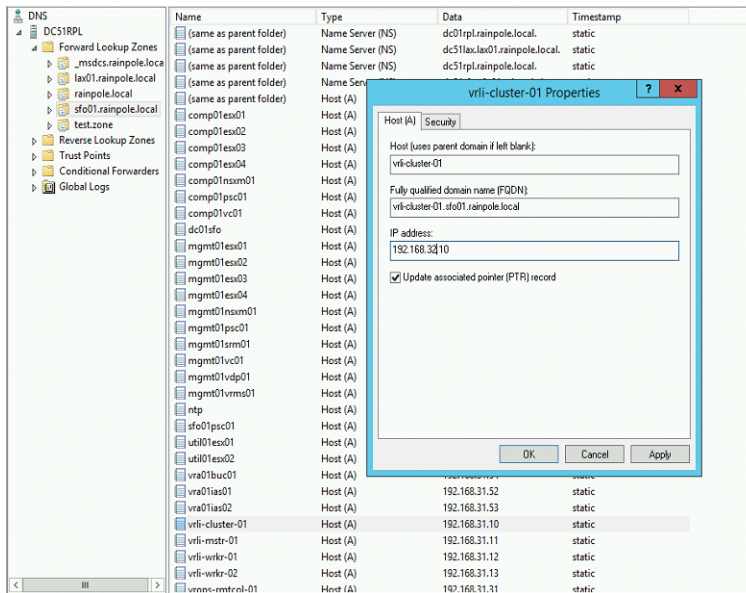 DNS
DC51RPL
Forward Lookup Zones
_msdcs.rainpole.loca
lax01.rainpole.local
rainpole.local
sfo01.rainpole.local
test.zone
Reverse Lookup Zones
Trust Points
Conditional Forwarders
Global Logs
Name Type Data Timestamp
(same as parent folder) Name Server (NS) dc01rpl.rainpole.local. static
(same as parent folder) Name Server (NS) dc51lax.lax01.rainpole.local. static
(same as parent folder) Name Server (NS) dc51rpl.rainpole.local. static
(same as parent folder) Name Serv
(same as parent folder) Host (A)
comp01esx01 Host (A)
comp01esx02 Host (A)
comp01esx03 Host (A)
comp01esx04 Host (A)
comp01nsxm01 Host (A)
comp01psc01 Host (A)
comp01vc01 Host (A)
dc01sfo Host (A)
mgmt01esx01 Host (A)
mgmt01esx02 Host (A)
mgmt01esx03 Host (A)
mgmt01esx04 Host (A)
mgmt01nsxm01 Host (A)
mgmt01psc01 Host (A)
mgmt01srm01 Host (A)
mgmt01vc01 Host (A)
mgmt01vdp01 Host (A)
mgmt01vrms01 Host (A)
ntp Host (A)
sfo01psc01 Host (A)
util01esx01 Host (A)
util01esx02 Host (A)
vra01buc01 Host (A)
vra01ias01 Host (A) 192.168.31.52 static
vra01ias02 Host (A) 192.168.31.53 static
vrli-cluster-01 Host (A) 192.168.31.10 static
vrli-mstr-01 Host (A) 192.168.31.11 static
vrli-wrkr-01 Host (A) 192.168.31.12 static
vrli-wrkr-02 Host (A) 192.168.31.13 static
vrops-rmtcol-01 Host (A) 192.168.31.31 static
vrli-cluster-01 Properties
? x
Host (A) Security
Host (uses parent domain if left blank):
vrli-cluster-01
Fully qualified domain name (FQDN):
vrli-cluster-01.sfo01.rainpole.local
IP address:
192.168.32.10
Update associated pointer (PTR) record
OK Cancel Apply